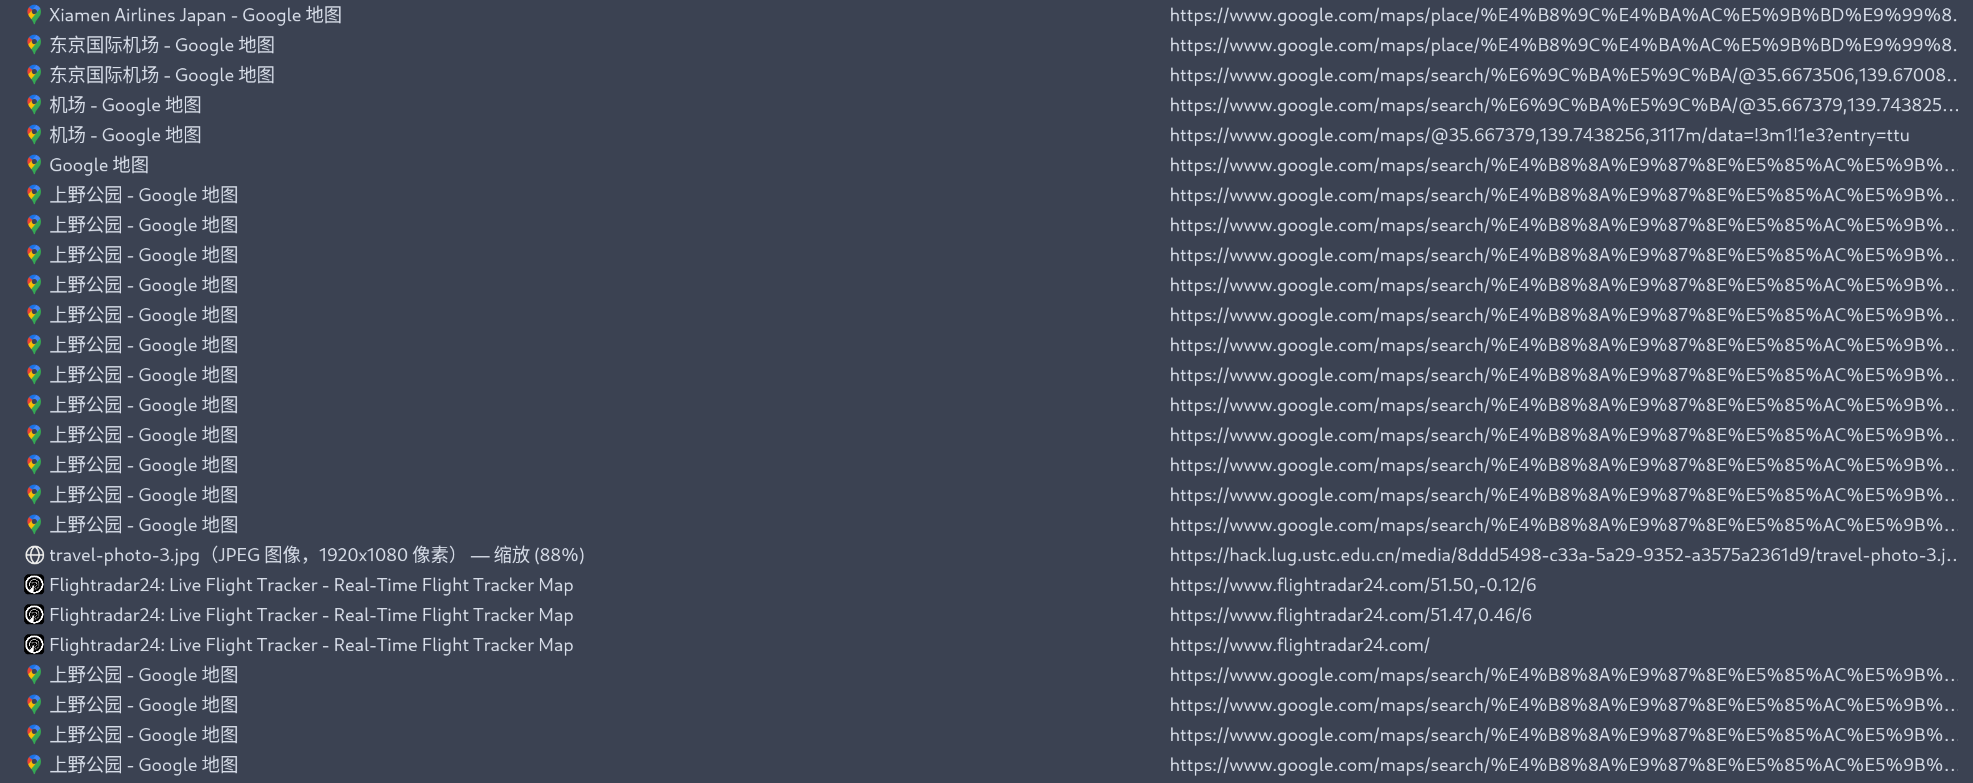 Xiamen Airlines Japan - Google 地图 https://www.google.com/maps/place/%E4%B8%9C%E4%BA%AC%E5%9B%BD%E9%99%8.
东京国际机场 - Google 地图 https://www.google.com/maps/place/%E4%B8%9C%E4%BA%AC%E5%9B%BD%E9%99%8.
东京国际机场 - Google 地图 https://www.google.com/maps/search/%E6%9C%BA%E5%9C%BA/@35.6673506,139.67008..
机场 - Google 地图 https://www.google.com/maps/search/%E6%9C%BA%E5%9C%BA/@35.667379,139.743825...
机场 - Google 地图 https://www.google.com/maps/@35.667379,139.7438256,3117m/data=!3m1!1e3?entry=ttu
Google 地图 https://www.google.com/maps/search/%E4%B8%8A%E9%87%8E%E5%85%AC%E5%9B%...
上野公园 - Google 地图 https://www.google.com/maps/search/%E4%B8%8A%E9%87%8E%E5%85%AC%E5%9B%...
上野公园 - Google 地图 https://www.google.com/maps/search/%E4%B8%8A%E9%87%8E%E5%85%AC%E5%9B%...
上野公园 - Google 地图 https://www.google.com/maps/search/%E4%B8%8A%E9%87%8E%E5%85%AC%E5%9B%...
上野公园 - Google 地图 https://www.google.com/maps/search/%E4%B8%8A%E9%87%8E%E5%85%AC%E5%9B%...
上野公园 - Google 地图 https://www.google.com/maps/search/%E4%B8%8A%E9%87%8E%E5%85%AC%E5%9B%...
上野公园 - Google 地图 https://www.google.com/maps/search/%E4%B8%8A%E9%87%8E%E5%85%AC%E5%9B%...
上野公园 - Google 地图 https://www.google.com/maps/search/%E4%B8%8A%E9%87%8E%E5%85%AC%E5%9B%...
上野公园 - Google 地图 https://www.google.com/maps/search/%E4%B8%8A%E9%87%8E%E5%85%AC%E5%9B%...
上野公园 - Google 地图 https://www.google.com/maps/search/%E4%B8%8A%E9%87%8E%E5%85%AC%E5%9B%...
上野公园 - Google 地图 https://www.google.com/maps/search/%E4%B8%8A%E9%87%8E%E5%85%AC%E5%9B%...
上野公园 - Google 地图 https://www.google.com/maps/search/%E4%B8%8A%E9%87%8E%E5%85%AC%E5%9B%...
上野公园 - Google 地图 https://www.google.com/maps/search/%E4%B8%8A%E9%87%8E%E5%85%AC%E5%9B%...
travel-photo-3.jpg（JPEG 图像，1920x1080 像素） — 缩放 (88%) https://hack.lug.ustc.edu.cn/media/8ddd5498-c33a-5a29-9352-a3575a2361d9/travel-photo-3.j..
Flightradar24: Live Flight Tracker - Real-Time Flight Tracker Map https://www.flightradar24.com/51.50,-0.12/6
Flightradar24: Live Flight Tracker - Real-Time Flight Tracker Map https://www.flightradar24.com/51.47,0.46/6
Flightradar24: Live Flight Tracker - Real-Time Flight Tracker Map https://www.flightradar24.com/
上野公园 - Google 地图 https://www.google.com/maps/search/%E4%B8%8A%E9%87%8E%E5%85%AC%E5%9B%...
上野公园 - Google 地图 https://www.google.com/maps/search/%E4%B8%8A%E9%87%8E%E5%85%AC%E5%9B%...
上野公园 - Google 地图 https://www.google.com/maps/search/%E4%B8%8A%E9%87%8E%E5%85%AC%E5%9B%...
上野公园 - Google 地图 https://www.google.com/maps/search/%E4%B8%8A%E9%87%8E%E5%85%AC%E5%9B%...